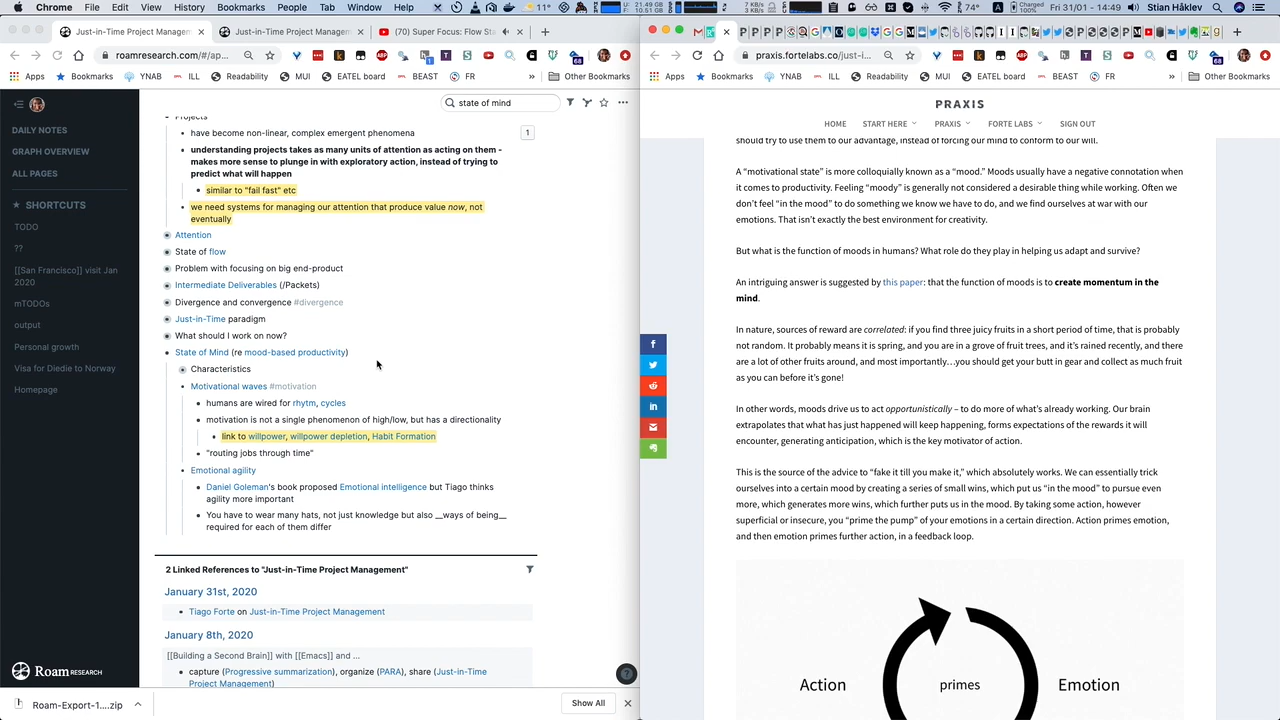 Chrome File Edit View History Bookmarks People Tab Window Help
11°
U: 21.49 GB
F: 10.51 GB
7 KB/s
3 KB/s
74°
Charged
100%
Fri 31/01 - 14:49 Stian Håklev
Just-in-Time Project Managem
Just-in-Time Project Managem
(70) Super Focus: Flow Sta
roamresearch.com/#/ap...
praxis.fortelabs.co/just-i...
Apps Bookmarks YNAB ILL Readability MUI EATEL board BEAST FR » Other Bookmarks
Apps Bookmarks YNAB ILL Readability MUI EATEL board BEAST FR » Other Bookmarks
DAILY NOTES
GRAPH OVERVIEW
ALL PAGES
SHORTCUTS
TODO
??
[[San Francisco]] visit Jan
2020
mTODOs
output
Personal growth
Visa for Diedie to Norway
Homepage
Roam RESEARCH
state of mind
Projects
have become non-linear, complex emergent phenomena
1
understanding projects takes as many units of attention as acting on them -
makes more sense to plunge in with exploratory action, instead of trying to
predict what will happen
similar to "fail fast" etc
we need systems for managing our attention that produce value now, not
eventually
Attention
State of flow
Problem with focusing on big end-product
Intermediate Deliverables (/Packets)
Divergence and convergence #divergence
Just-in-Time paradigm
What should I work on now?
State of Mind (re mood-based productivity)
Characteristics
Motivational waves #motivation
humans are wired for rhytm, cycles
motivation is not a single phenomenon of high/low, but has a directionality
link to willpower, willpower depletion, Habit Formation
"routing jobs through time"
Emotional agility
Daniel Goleman's book proposed Emotional intelligence but Tiago thinks
agility more important
You have to wear many hats, not just knowledge but also __ways of being__
required for each of them differ
2 Linked References to "Just-in-Time Project Management"
January 31st, 2020
Tiago Forte on Just-in-Time Project Management
January 8th, 2020
[[Building a Second Brain]] with [[Emacs]] and ...
capture (Progressive summarization), organize (PARA), share (Just-in-Time
Project Management)
?
Roam-Export-1....zip
Show All
PRAXIS
HOME START HERE PRAXIS FORTE LABS SIGN OUT
should try to use them to our advantage, instead of forcing our mind to conform to our will.
A “motivational state” is more colloquially known as a “mood.” Moods usually have a negative connotation when
it comes to productivity. Feeling “moody” is generally not considered a desirable thing while working. Often we
don’t feel “in the mood” to do something we know we have to do, and we find ourselves at war with our
emotions. That isn’t exactly the best environment for creativity.
But what is the function of moods in humans? What role do they play in helping us adapt and survive?
An intriguing answer is suggested by this paper: that the function of moods is to create momentum in the
mind.
In nature, sources of reward are correlated: if you find three juicy fruits in a short period of time, that is probably
not random. It probably means it is spring, and you are in a grove of fruit trees, and it’s rained recently, and there
are a lot of other fruits around, and most importantly…you should get your butt in gear and collect as much fruit
as you can before it’s gone!
In other words, moods drive us to act opportunistically – to do more of what’s already working. Our brain
extrapolates that what has just happened will keep happening, forms expectations of the rewards it will
encounter, generating anticipation, which is the key motivator of action.
This is the source of the advice to “fake it till you make it,” which absolutely works. We can essentially trick
ourselves into a certain mood by creating a series of small wins, which put us “in the mood” to pursue even
more, which generates more wins, which further puts us in the mood. By taking some action, however
superficial or insecure, you “prime the pump” of your emotions in a certain direction. Action primes emotion,
and then emotion primes further action, in a feedback loop.
Action primes Emotion